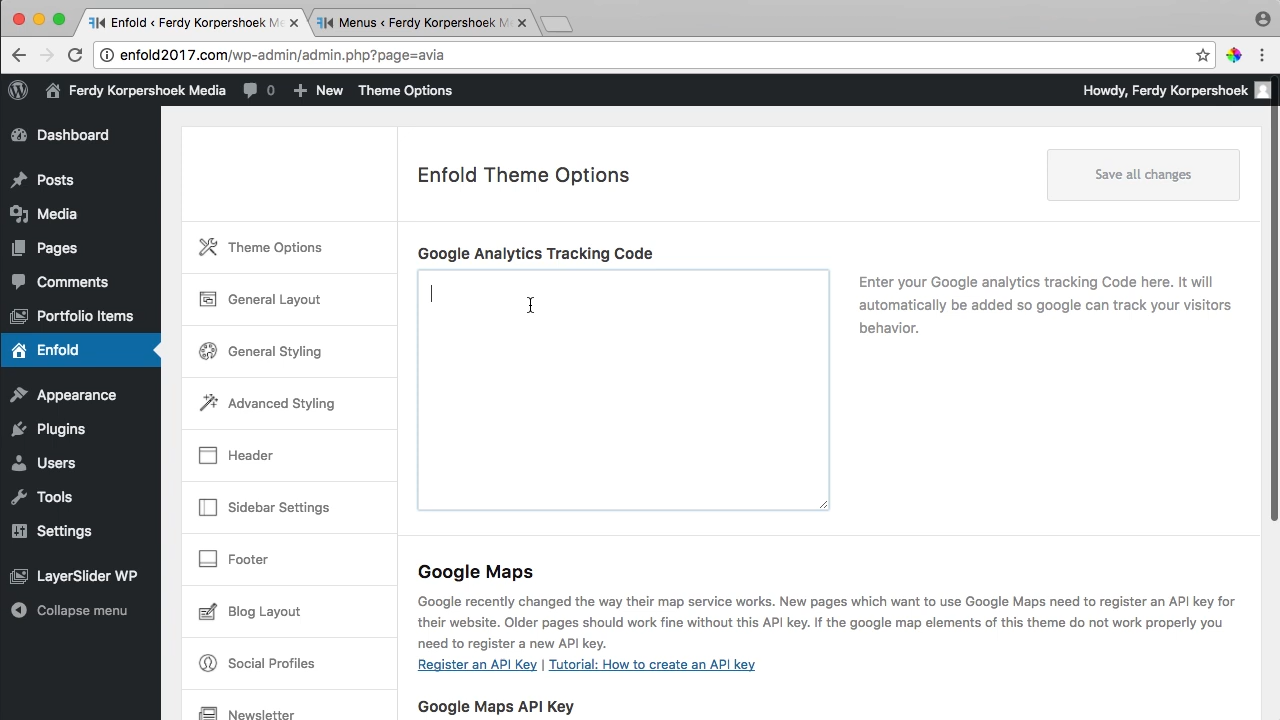 Enfold ‹ Ferdy Korpershoek Me
Menus ‹ Ferdy Korpershoek Me
enfold2017.com/wp-admin/admin.php?page=avia
Ferdy Korpershoek Media
0
New
Theme Options
Howdy, Ferdy Korpershoek
Dashboard
Posts
Media
Pages
Comments
Portfolio Items
Enfold
Appearance
Plugins
Users
Tools
Settings
LayerSlider WP
Collapse menu
Theme Options
General Layout
General Styling
Advanced Styling
Header
Sidebar Settings
Footer
Blog Layout
Social Profiles
Newsletter
Enfold Theme Options
Save all changes
Google Analytics Tracking Code
Enter your Google analytics tracking Code here. It will
automatically be added so google can track your visitors
behavior.
Google Maps
Google recently changed the way their map service works. New pages which want to use Google Maps need to register an API key for
their website. Older pages should work fine without this API key. If the google map elements of this theme do not work properly you
need to register a new API key.
Register an API Key | Tutorial: How to create an API key
Google Maps API Key